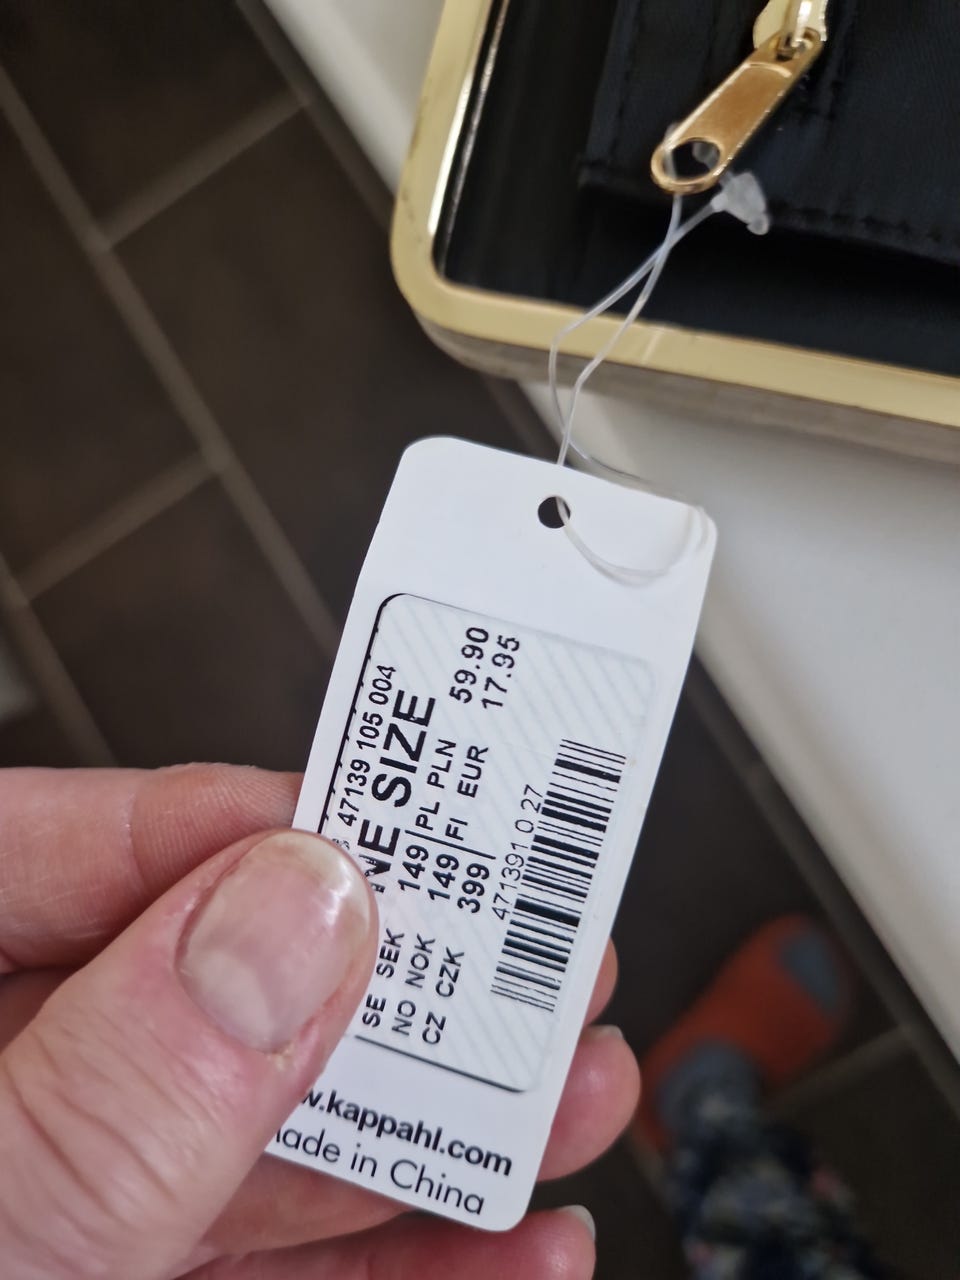 47139 105 004
NE SIZE
SE SEK 149 PL PLN 59.90
NO NOK 149 FI EUR 17.95
CZ CZK 399
471391 0 27
w.kappahl.com
ade in China